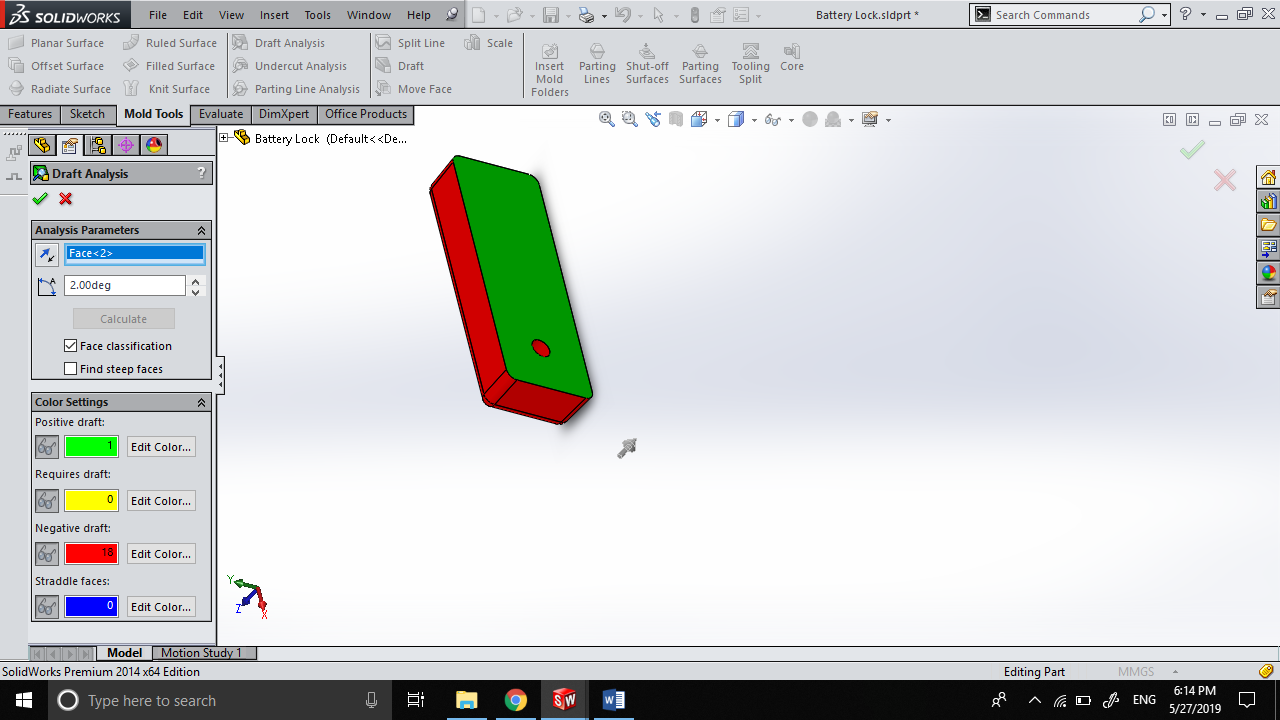 SOLIDWORKS File Edit View Insert Tools Window Help Battery Lock.sldprt * Search Commands ?
Planar Surface Ruled Surface Draft Analysis Split Line Scale
Offset Surface Filled Surface Undercut Analysis Draft
Radiate Surface Knit Surface Parting Line Analysis Move Face
Insert Mold Folders
Parting Lines
Shut-off Surfaces
Parting Surfaces
Tooling Split
Core
Features Sketch Mold Tools Evaluate DimXpert Office Products
Battery Lock (Default<<De...
Draft Analysis ?
Analysis Parameters
Face<2>
A 2.00deg
Calculate
Face classification
Find steep faces
Color Settings
Positive draft:
1 Edit Color...
Requires draft:
0 Edit Color...
Negative draft:
18 Edit Color...
Straddle faces:
0 Edit Color...
Y
Z
X
Model Motion Study 1
SolidWorks Premium 2014 x64 Edition Editing Part MMGS
Type here to search ENG 6:14 PM
5/27/2019